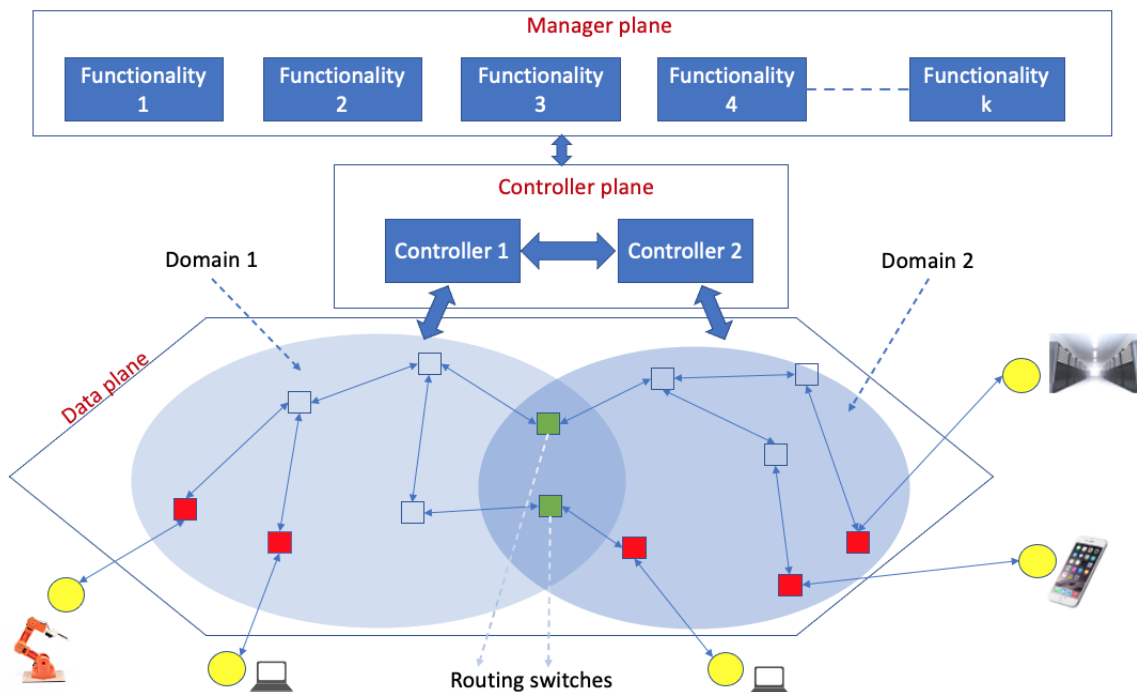 Manager plane
Functionality
1
Functionality
2
Functionality
3
Functionality
4
Functionality
k
Controller plane
Controller 1
Controller 2
Domain 1
Domain 2
Data plane
Routing switches